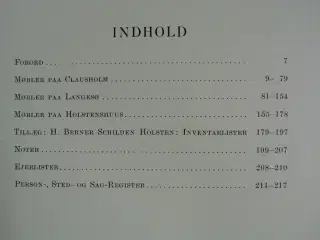 INDHOLD
Forord 7
Møbler paa Clausholm 9– 79
Møbler paa Langesø 81–154
Møbler paa Holstenshuus 155–178
Tillæg: H. Berner Schilden Holsten: Inventarlister 179–197
Noter 199–207
Ejerlister 208–210
Person-, Sted- og Sag-Register 211–217